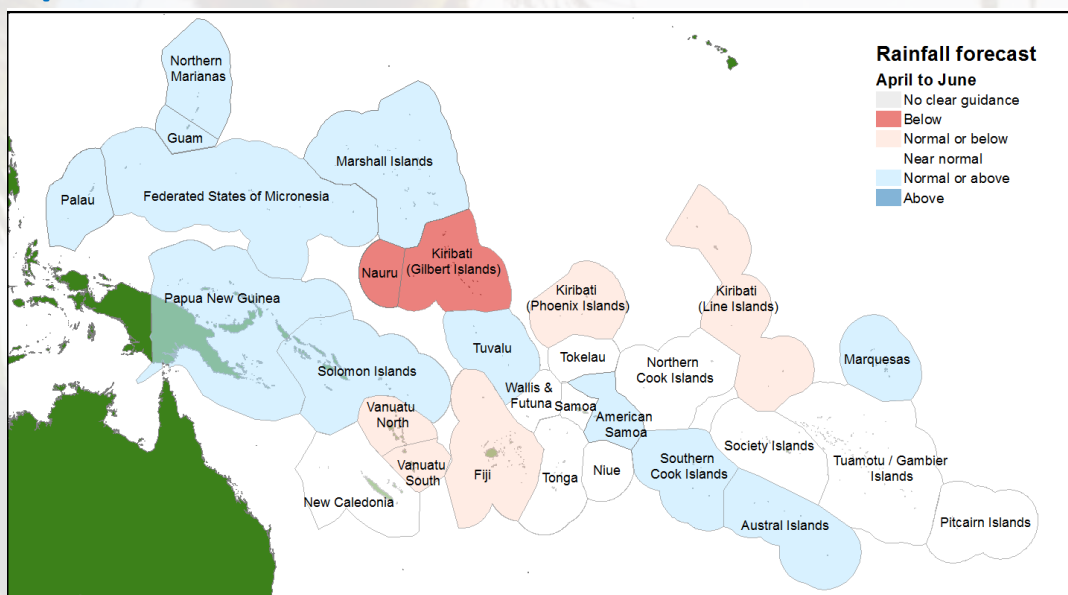 Northern
Marianas
Guam
Marshall Islands
Palau
Federated States of Micronesia
Nauru
Kiribati
(Gilbert Islands)
Papua New Guinea
Kiribati
(Phoenix Islands)
Kiribati
(Line Islands)
Tuvalu
Tokelau
Solomon Islands
Northern
Cook Islands
Marquesas
Wallis &
Futuna
Samoa
American
Samoa
Vanuatu
North
Vanuatu
South
Fiji
Tonga
Niue
Southern
Cook Islands
Society Islands
Tuamotu / Gambier
Islands
New Caledonia
Austral Islands
Pitcairn Islands
Rainfall forecast
April to June
No clear guidance
Below
Normal or below
Near normal
Normal or above
Above